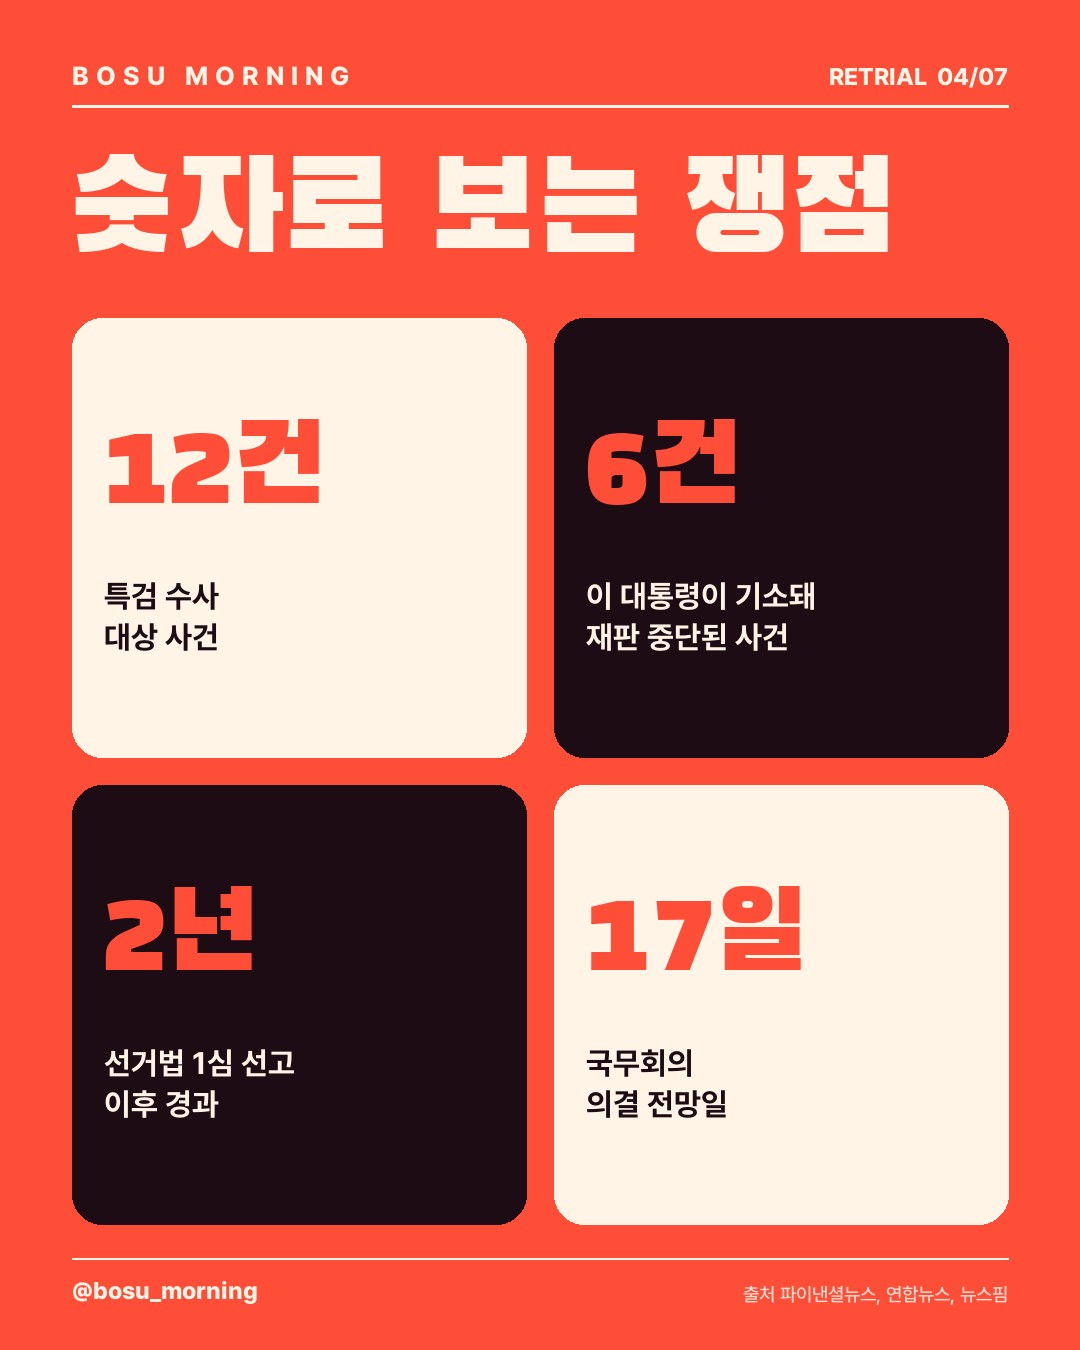 BOSU MORNING
RETRIAL 04/07
숫자로 보는 쟁점
12건
특검 수사
대상 사건
6건
이 대통령이 기소돼
재판 중단된 사건
2년
선거법 1심 선고
이후 경과
17일
국무회의
의결 전망일
@bosu_morning
출처 파이낸셜뉴스, 연합뉴스, 뉴스핌